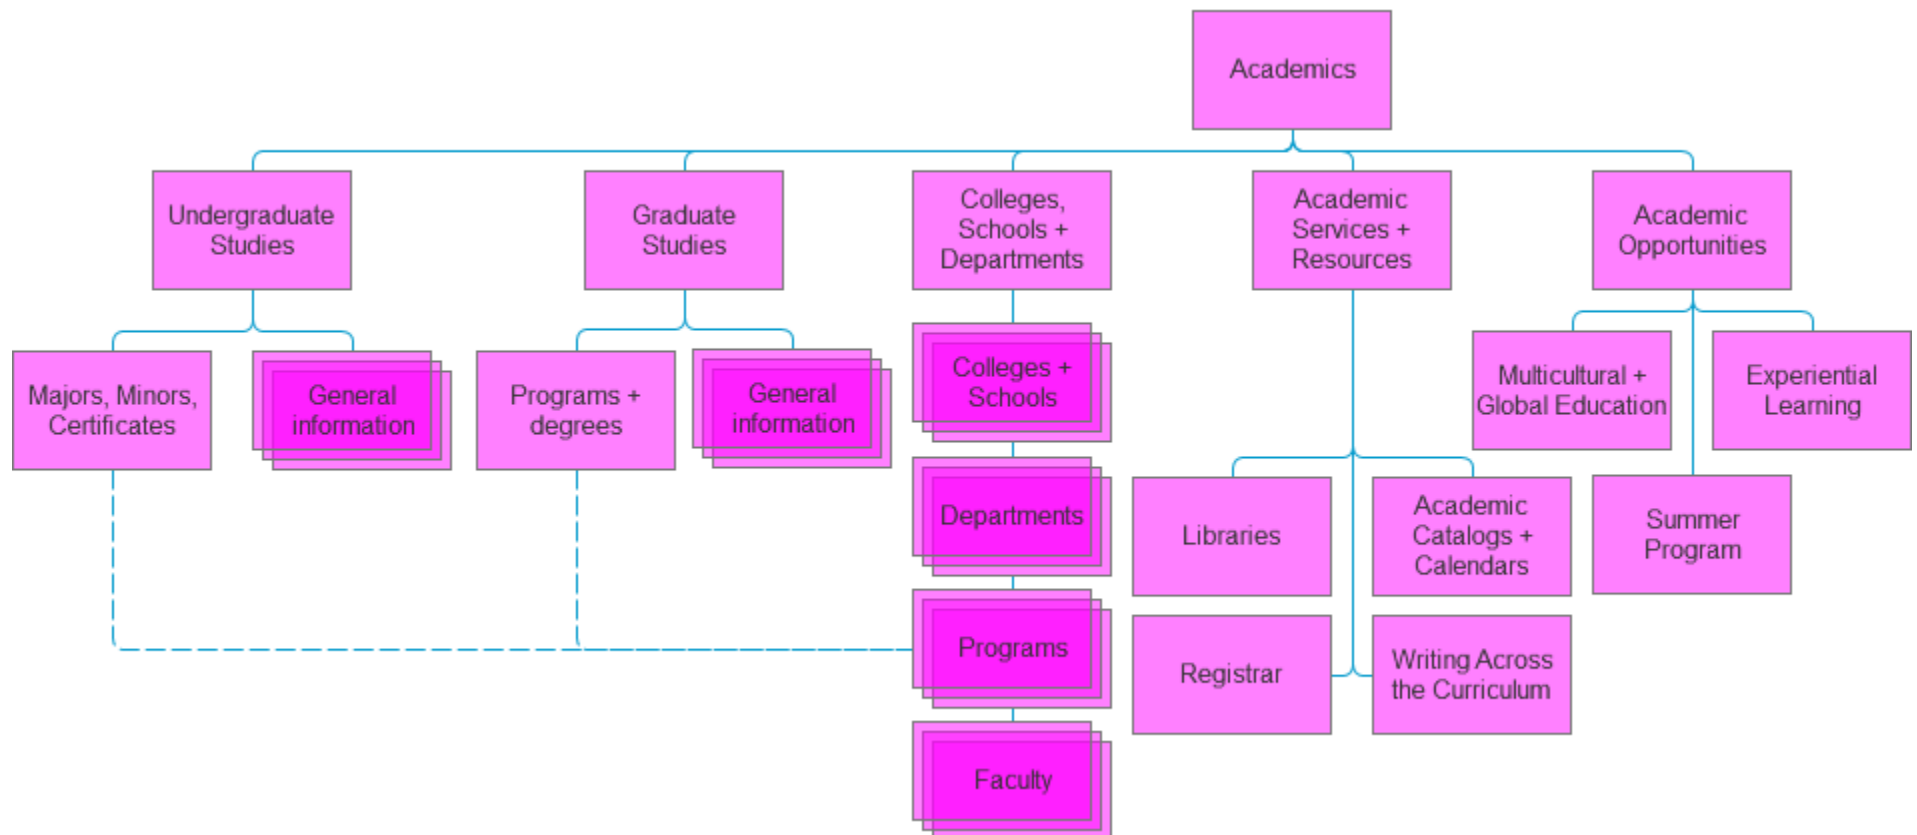 Academics
Undergraduate
Studies
Graduate
Studies
Colleges,
Schools +
Departments
Academic
Services +
Resources
Academic
Opportunities
Majors, Minors,
Certificates
General
information
Programs +
degrees
General
information
Colleges +
Schools
Departments
Programs
Faculty
Libraries
Academic
Catalogs +
Calendars
Registrar
Writing Across
the Curriculum
Multicultural +
Global Education
Experiential
Learning
Summer
Program